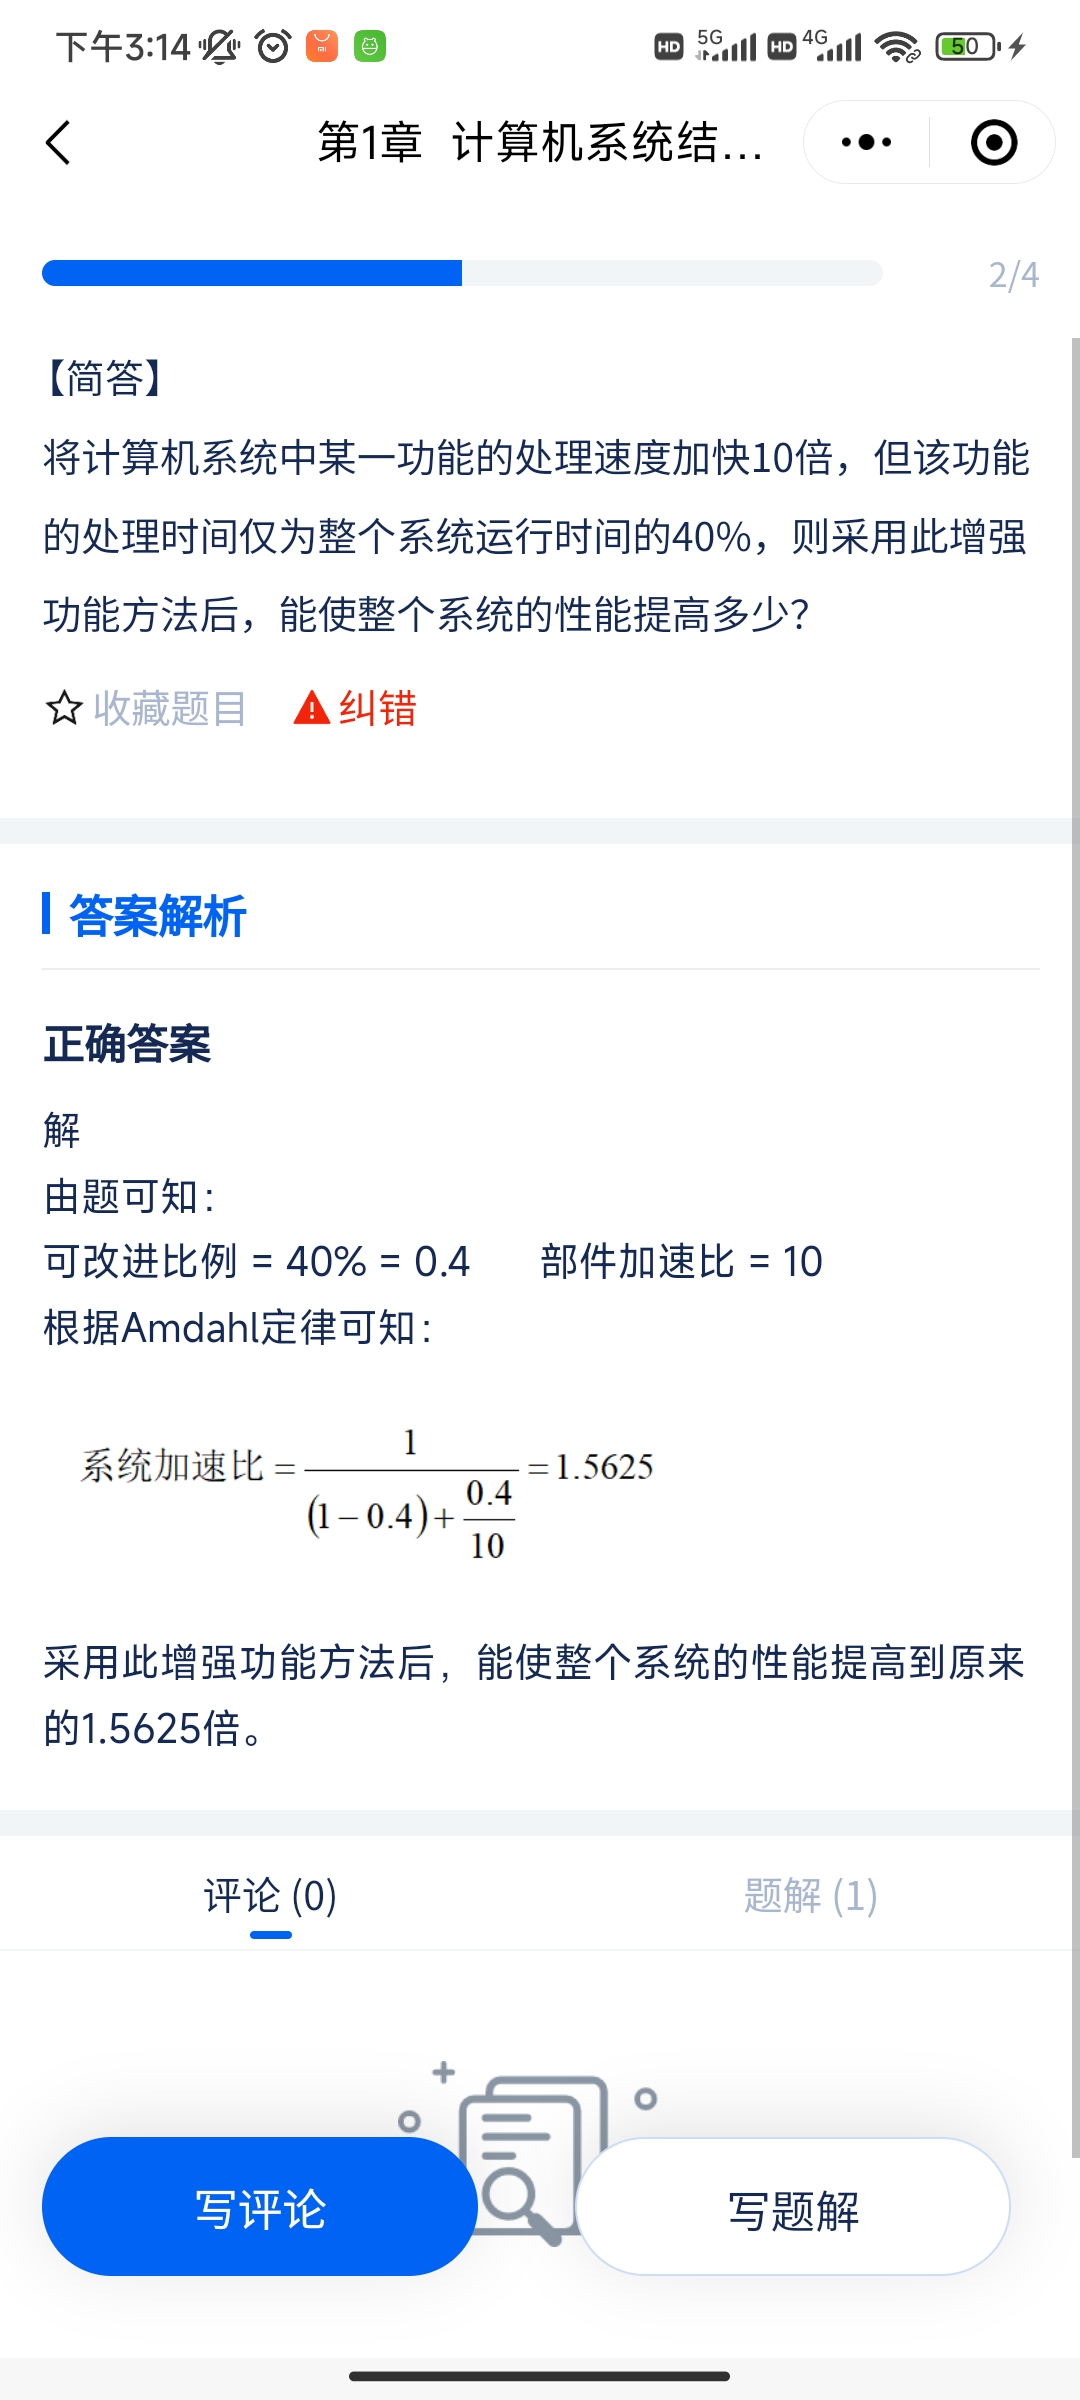 下午3:14
HD 5G HD 4G 50
第1章 计算机系统结...
2/4
【简答】
将计算机系统中某一功能的处理速度加快10倍，但该功能
的处理时间仅为整个系统运行时间的40%，则采用此增强
功能方法后，能使整个系统的性能提高多少？
收藏题目 纠错
答案解析
正确答案
解
由题可知：
可改进比例 = 40% = 0.4 部件加速比 = 10
根据Amdahl定律可知：
系统加速比 = 1 / ((1 − 0.4) + 0.4/10) = 1.5625
采用此增强功能方法后，能使整个系统的性能提高到原来
的1.5625倍。
评论 (0) 题解 (1)
写评论 写题解